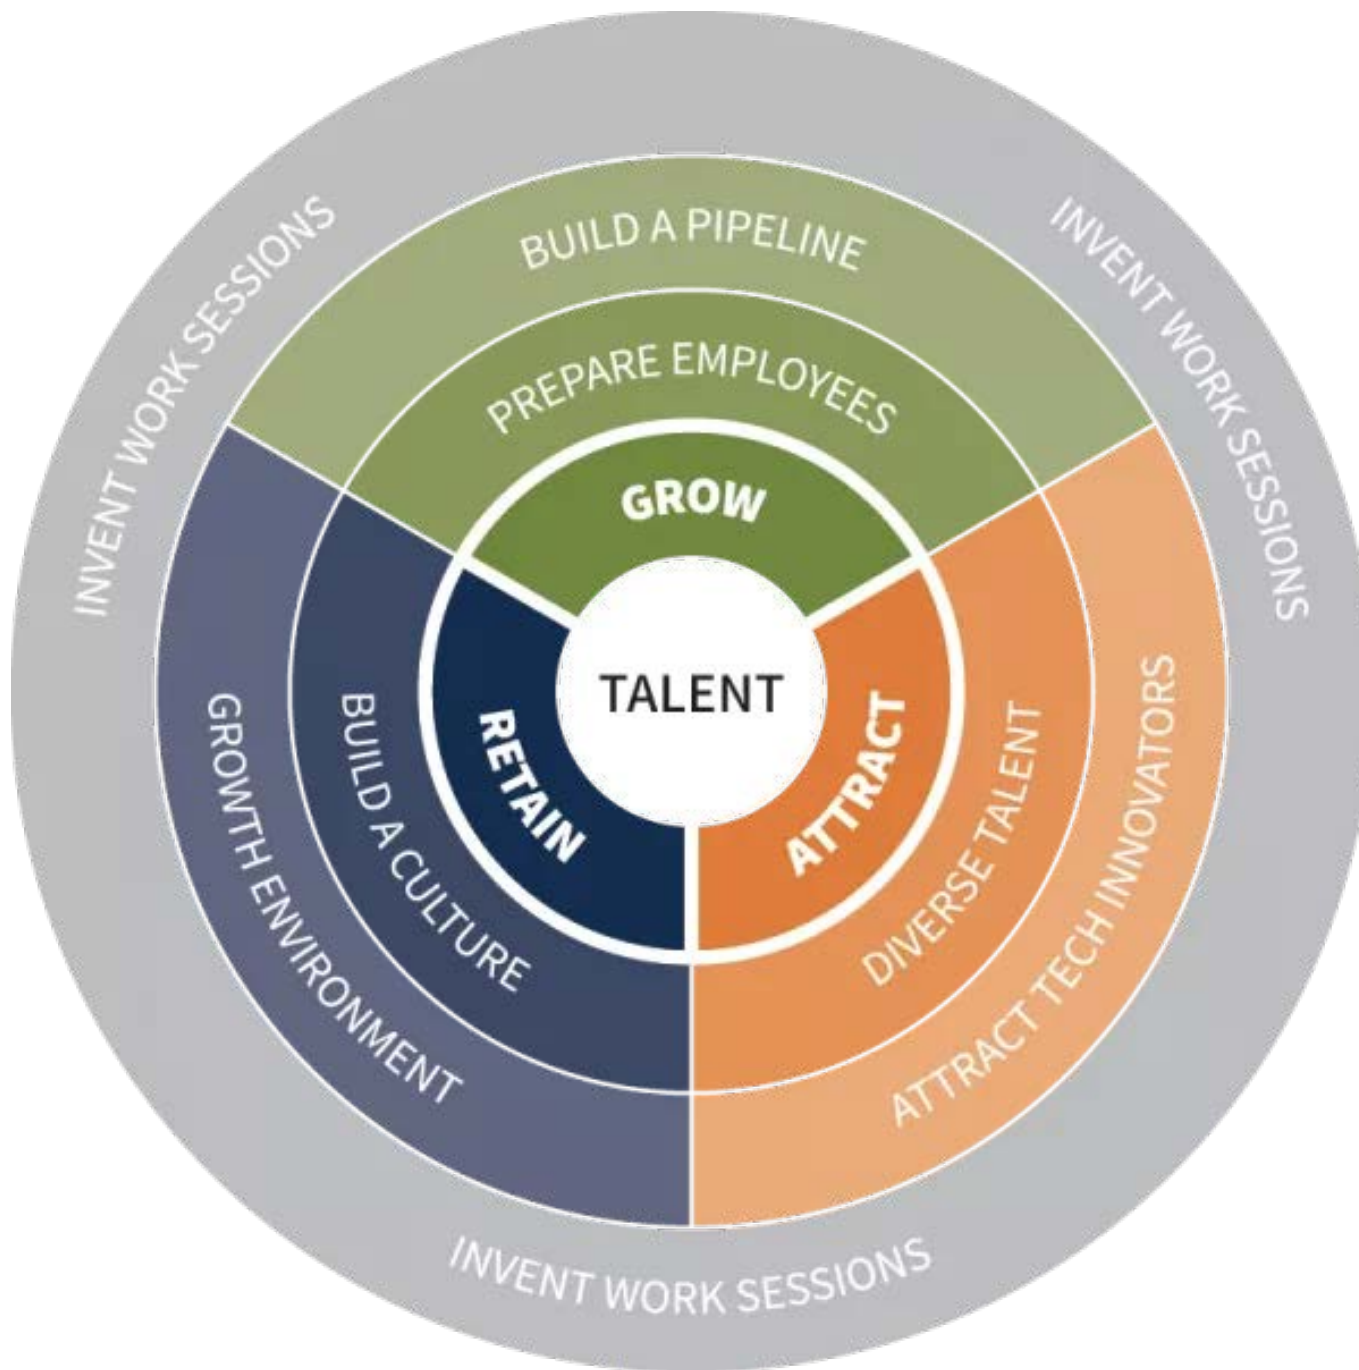 INVENT WORK SESSIONS
INVENT WORK SESSIONS
BUILD A PIPELINE
PREPARE EMPLOYEES
GROW
TALENT
RETAIN
ATTRACT
BUILD A CULTURE
DIVERSE TALENT
GROWTH ENVIRONMENT
ATTRACT TECH INNOVATORS
INVENT WORK SESSIONS